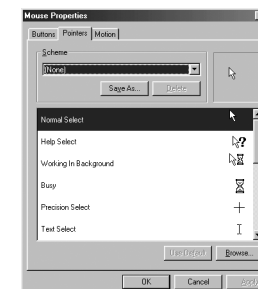 Mouse Properties
Buttons Pointers Motion
Scheme
(None)
Save As... Delete
Normal Select
Help Select
Working In Background
Busy
Precision Select
Text Select
Use Default Browse...
OK Cancel Apply